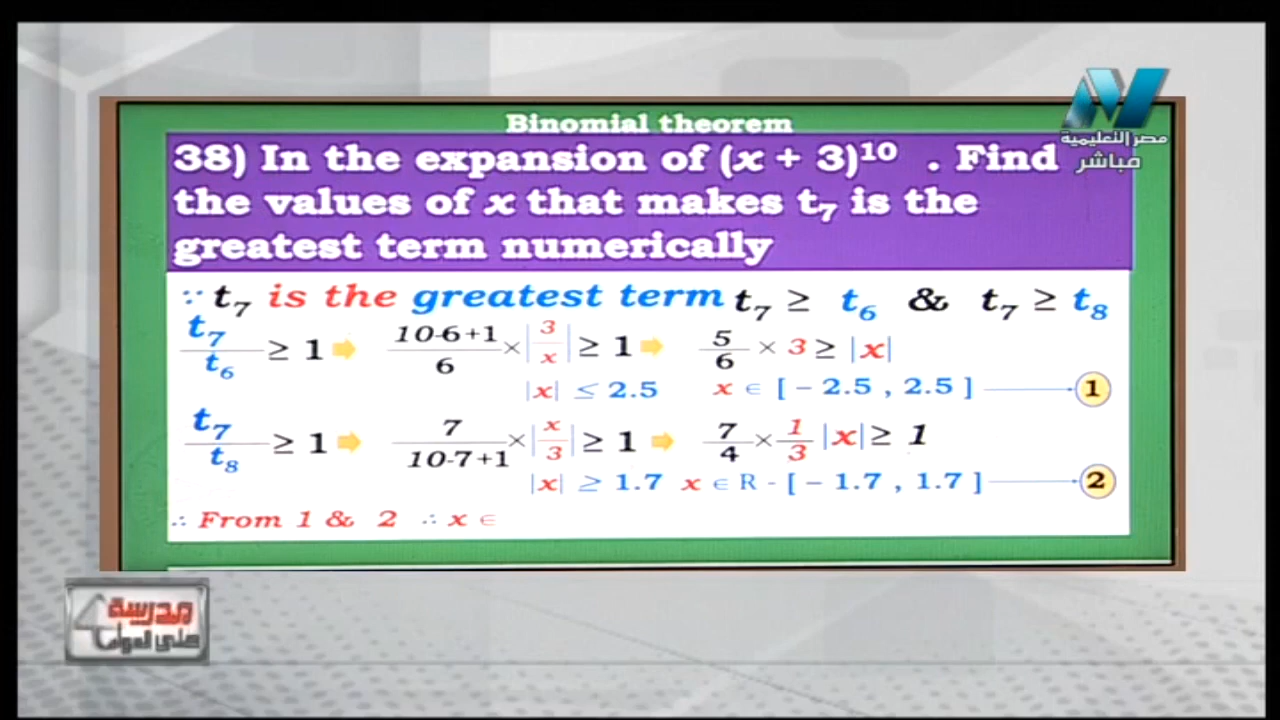 Binomial theorem
38) In the expansion of (x + 3)¹⁰ . Find
the values of x that makes t₇ is the
greatest term numerically
مصر التعليمية
مباشر
∵ t₇ is the greatest term t₇ ≥ t₆ & t₇ ≥ t₈
t₇/t₆ ≥ 1 ⇒ (10-6+1)/6 × |3/x| ≥ 1 ⇒ 5/6 × 3 ≥ |x|
|x| ≤ 2.5 x ∈ [ – 2.5 , 2.5 ] 1
t₇/t₈ ≥ 1 ⇒ 7/(10-7+1) × |x/3| ≥ 1 ⇒ 7/4 × 1/3 |x| ≥ 1
|x| ≥ 1.7 x ∈ R - [ – 1.7 , 1.7 ] 2
∴ From 1 & 2 ∴ x ∈
مدرسة
على الهواء